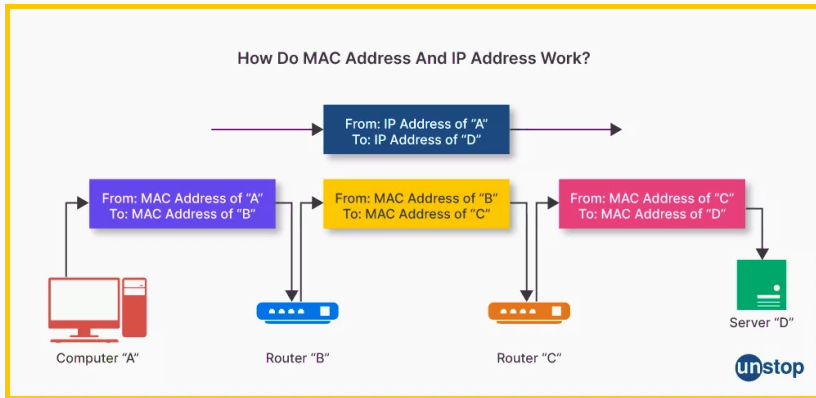 How Do MAC Address And IP Address Work?
From: IP Address of “A”
To: IP Address of “D”
From: MAC Address of “A”
To: MAC Address of “B”
From: MAC Address of “B”
To: MAC Address of “C”
From: MAC Address of “C”
To: MAC Address of “D”
Computer “A”
Router “B”
Router “C”
Server “D”
unstop